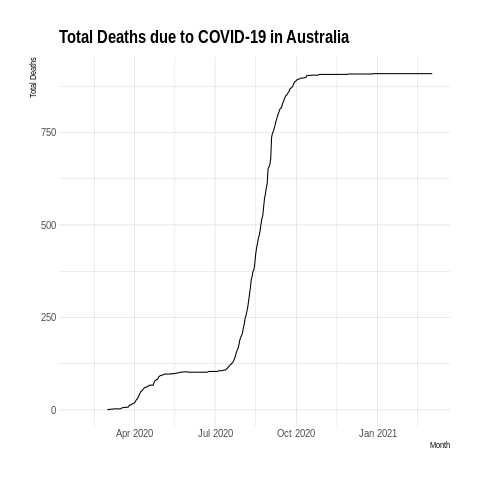 Total Deaths due to COVID-19 in Australia
Total Deaths
750
500
250
0
Apr 2020 Jul 2020 Oct 2020 Jan 2021
Month